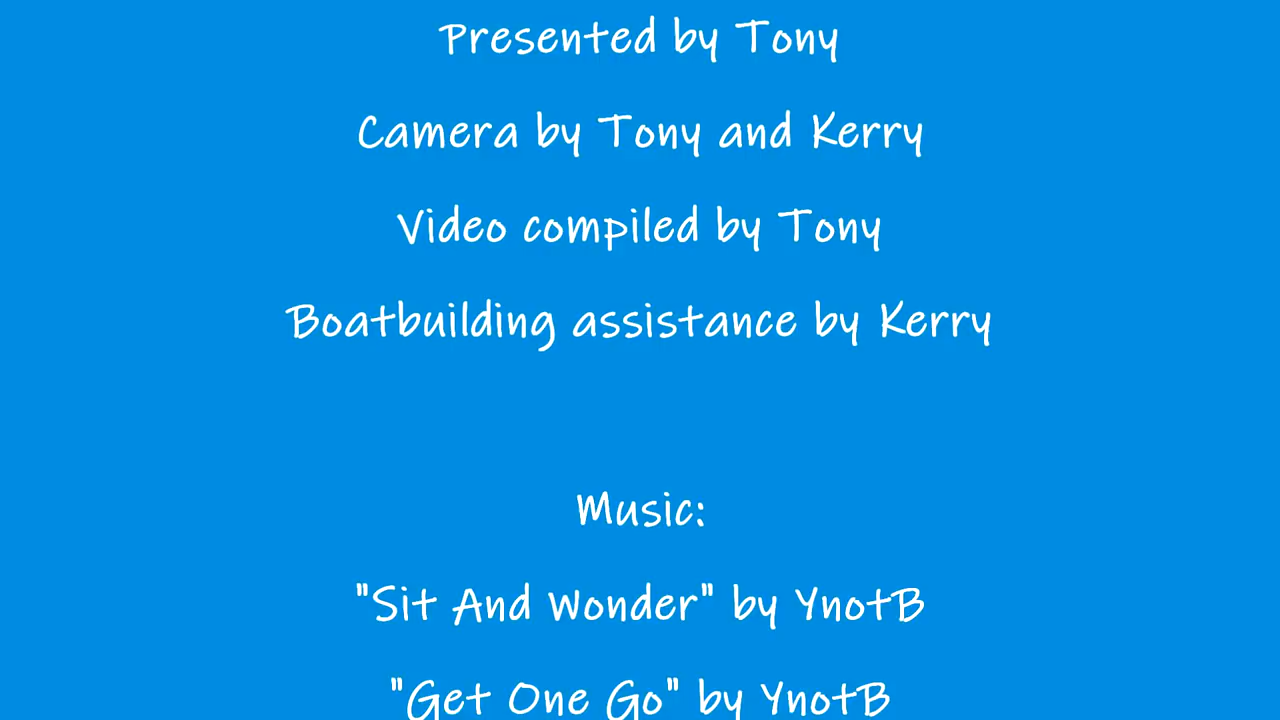 Presented by Tony
Camera by Tony and Kerry
Video compiled by Tony
Boatbuilding assistance by Kerry
Music:
"Sit And Wonder" by YnotB
"Get One Go" by YnotB